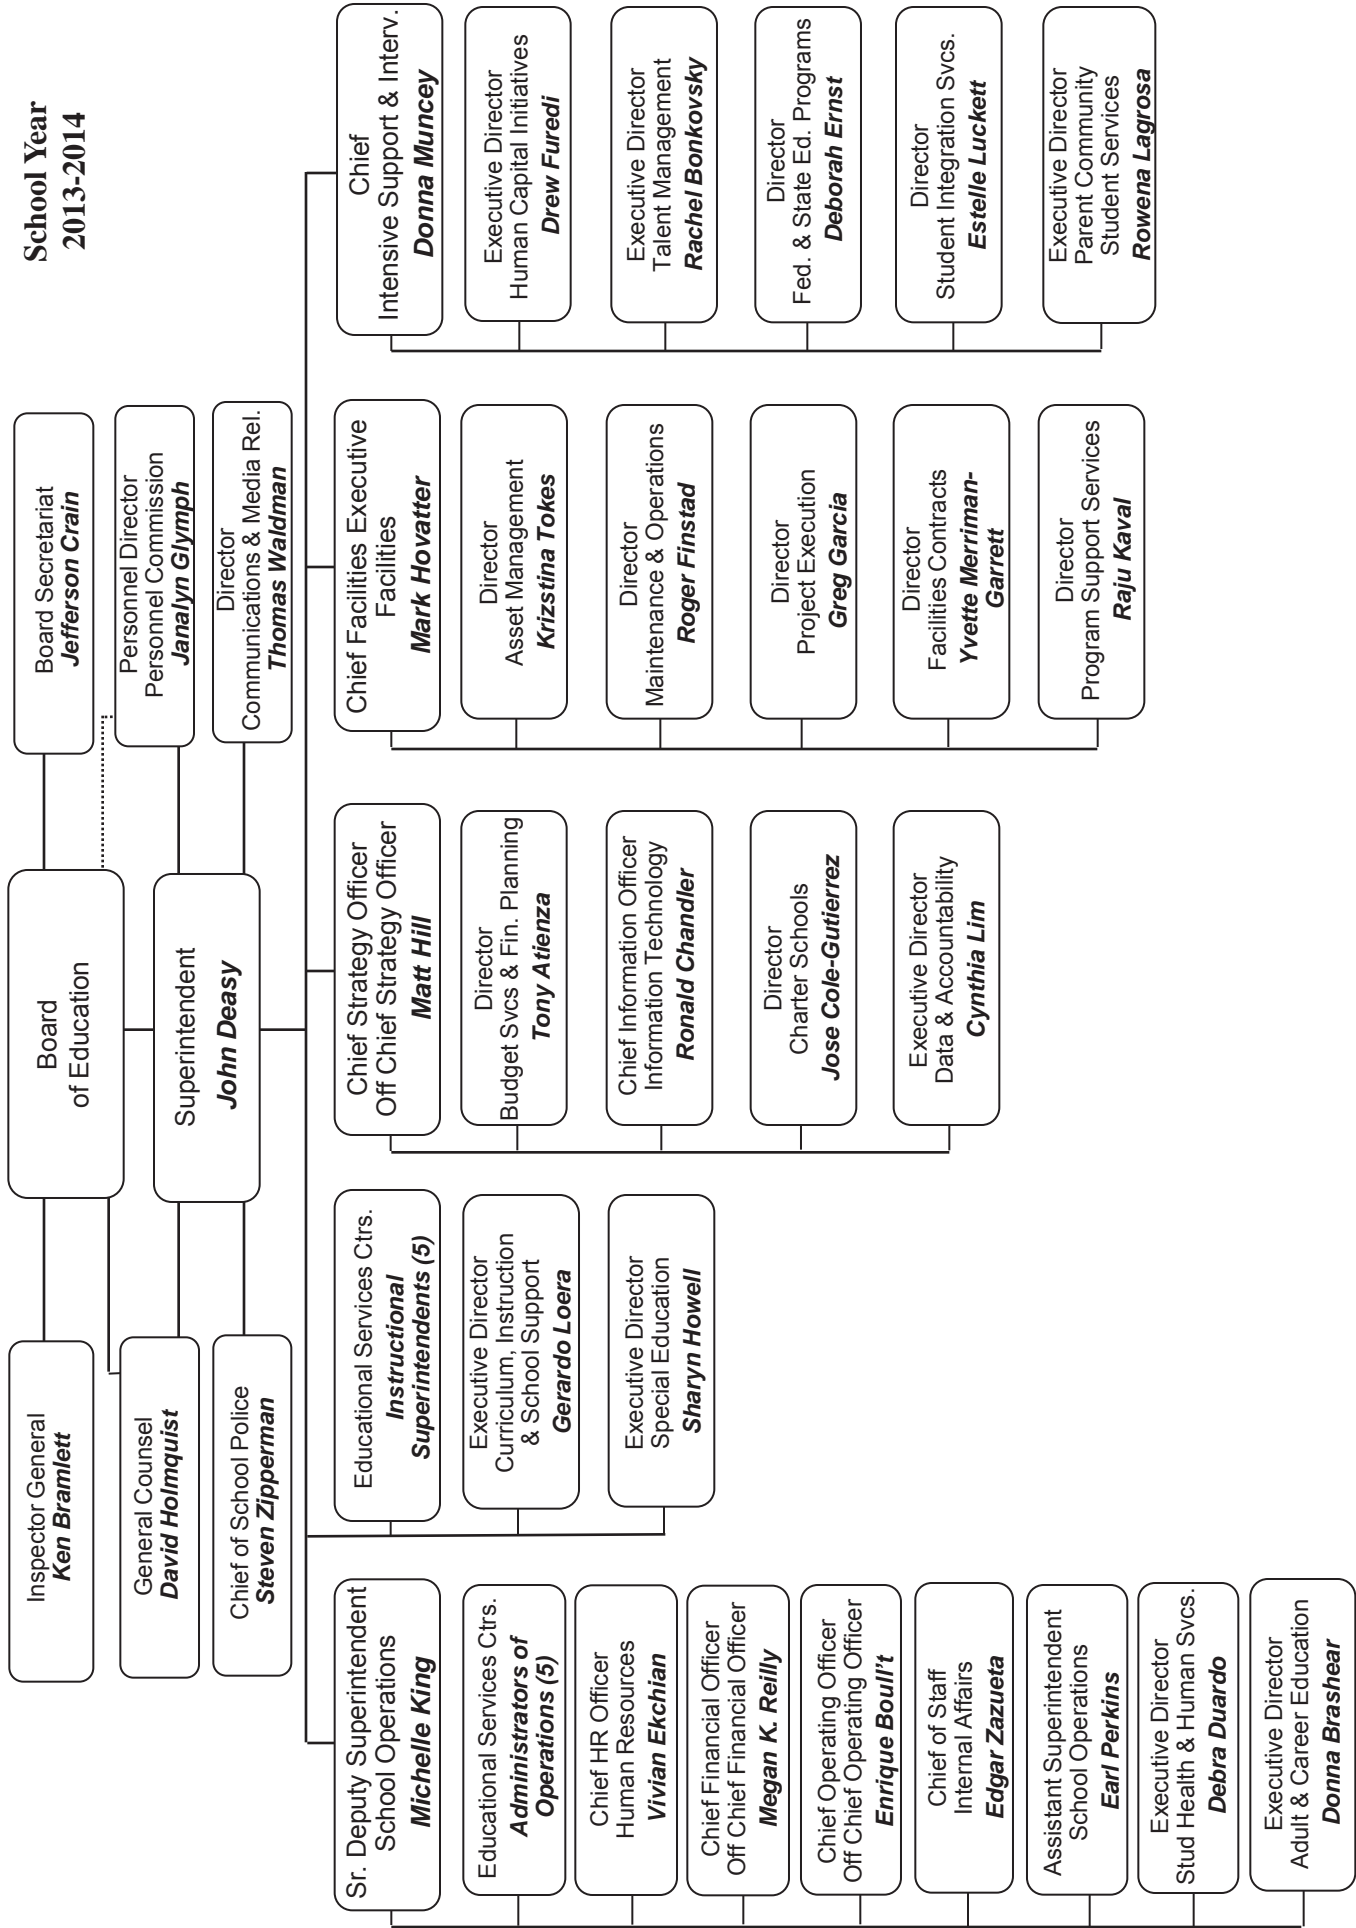 School Year
2013-2014
Board
of Education
Inspector General
Ken Bramlett
Board Secretariat
Jefferson Crain
General Counsel
David Holmquist
Personnel Director
Personnel Commission
Janalyn Glymph
Superintendent
John Deasy
Chief of School Police
Steven Zipperman
Director
Communications & Media Rel.
Thomas Waldman
Sr. Deputy Superintendent
School Operations
Michelle King
Educational Services Ctrs.
Administrators of
Operations (5)
Chief HR Officer
Human Resources
Vivian Ekchian
Chief Financial Officer
Off Chief Financial Officer
Megan K. Reilly
Chief Operating Officer
Off Chief Operating Officer
Enrique Boull't
Chief of Staff
Internal Affairs
Edgar Zazueta
Assistant Superintendent
School Operations
Earl Perkins
Executive Director
Stud Health & Human Svcs.
Debra Duardo
Executive Director
Adult & Career Education
Donna Brashear
Educational Services Ctrs.
Instructional
Superintendents (5)
Executive Director
Curriculum, Instruction
& School Support
Gerardo Loera
Executive Director
Special Education
Sharyn Howell
Chief Strategy Officer
Off Chief Strategy Officer
Matt Hill
Director
Budget Svcs & Fin. Planning
Tony Atienza
Chief Information Officer
Information Technology
Ronald Chandler
Director
Charter Schools
Jose Cole-Gutierrez
Executive Director
Data & Accountability
Cynthia Lim
Chief Facilities Executive
Facilities
Mark Hovatter
Director
Asset Management
Krizstina Tokes
Director
Maintenance & Operations
Roger Finstad
Director
Project Execution
Greg Garcia
Director
Facilities Contracts
Yvette Merriman-
Garrett
Director
Program Support Services
Raju Kaval
Chief
Intensive Support & Interv.
Donna Muncey
Executive Director
Human Capital Initiatives
Drew Furedi
Executive Director
Talent Management
Rachel Bonkovsky
Director
Fed. & State Ed. Programs
Deborah Ernst
Director
Student Integration Svcs.
Estelle Luckett
Executive Director
Parent Community
Student Services
Rowena Lagrosa